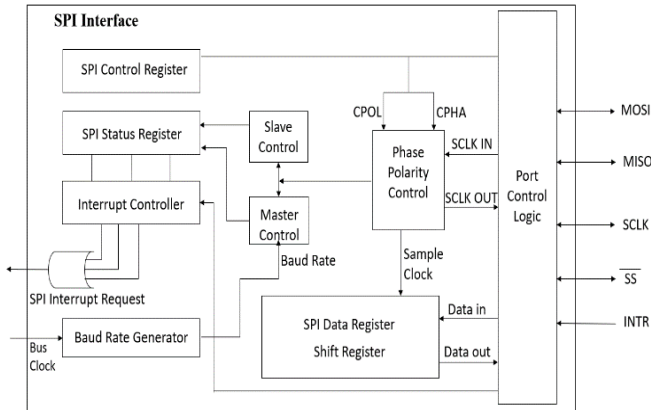 SPI Interface
SPI Control Register
CPOL
CPHA
SPI Status Register
Slave
Control
Phase
Polarity
Control
SCLK IN
SCLK OUT
Port
Control
Logic
MOSI
MISO
SCLK
SS
INTR
Interrupt Controller
Master
Control
Baud Rate
Sample
Clock
SPI Interrupt Request
Bus
Clock
Baud Rate Generator
SPI Data Register
Shift Register
Data in
Data out